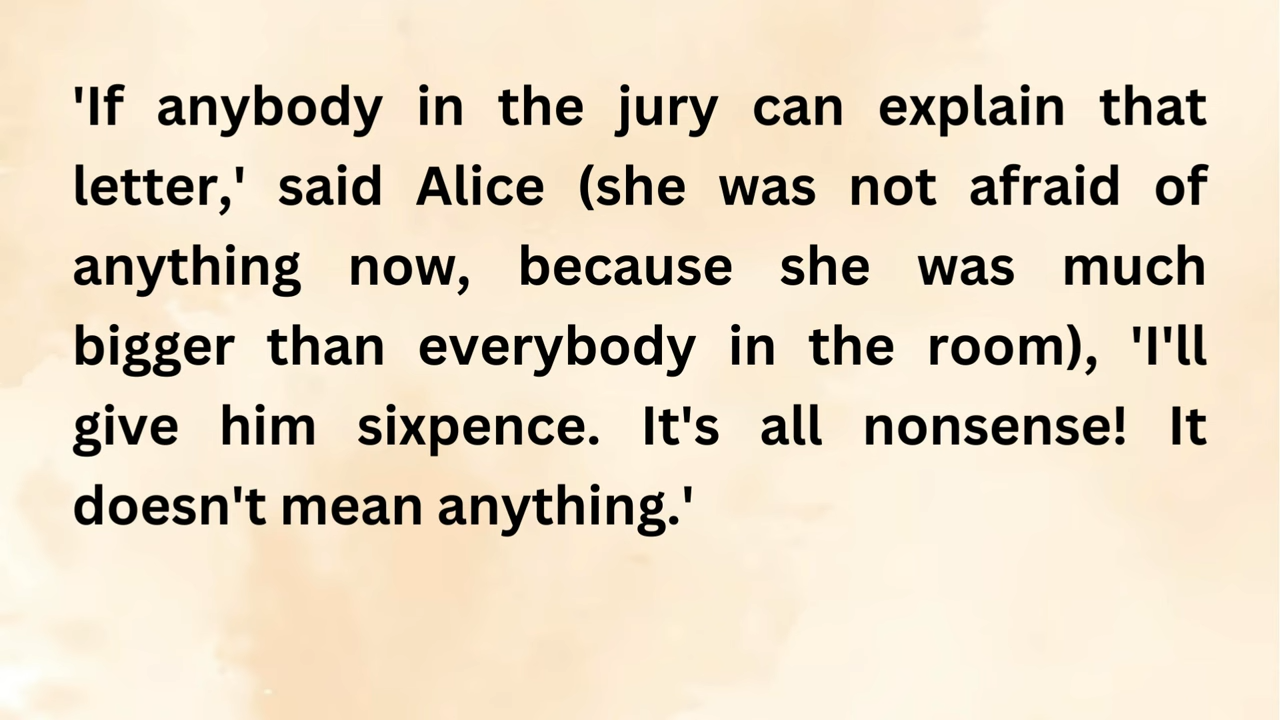 'If anybody in the jury can explain that
letter,' said Alice (she was not afraid of
anything now, because she was much
bigger than everybody in the room), 'I'll
give him sixpence. It's all nonsense! It
doesn't mean anything.'